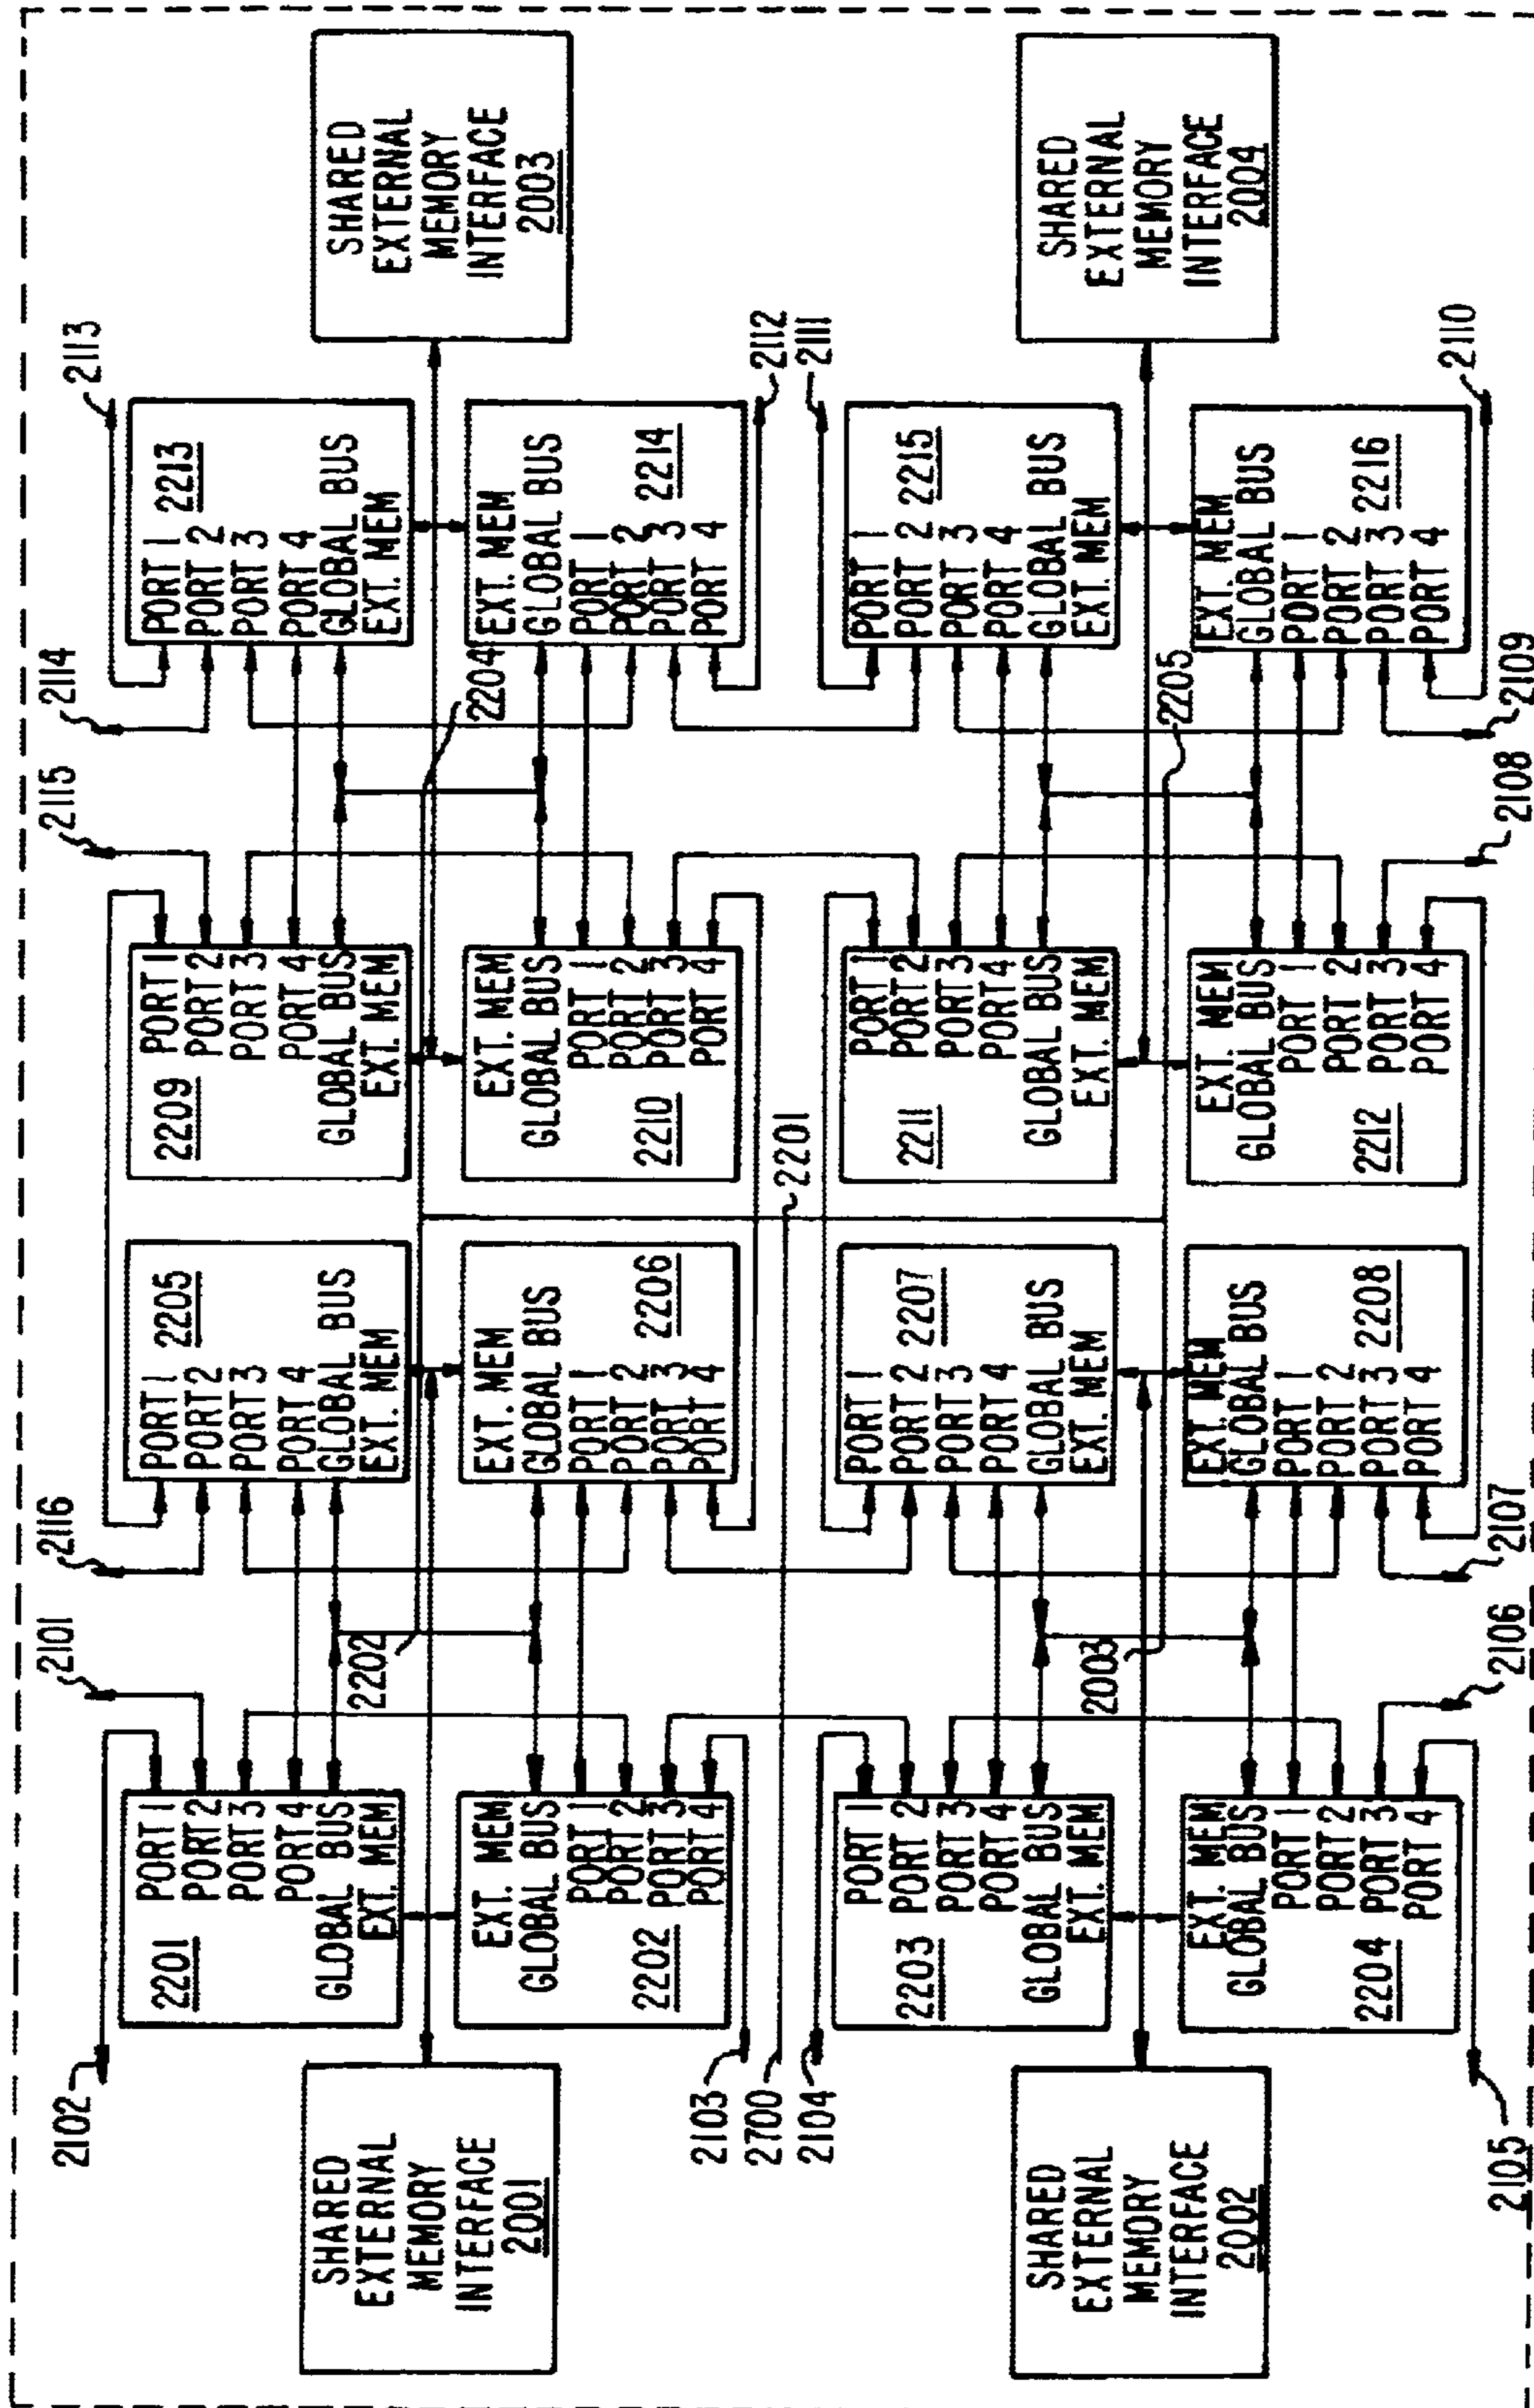 2102
2101
2116
2115
2114
2113
SHARED
EXTERNAL
MEMORY
INTERFACE
2001
2201
PORT 1
PORT 2
PORT 3
PORT 4
GLOBAL BUS
EXT. MEM
2205
PORT 1
PORT 2
PORT 3
PORT 4
GLOBAL BUS
EXT. MEM
2209
PORT 1
PORT 2
PORT 3
PORT 4
GLOBAL BUS
EXT. MEM
2213
PORT 1
PORT 2
PORT 3
PORT 4
GLOBAL BUS
EXT. MEM
SHARED
EXTERNAL
MEMORY
INTERFACE
2003
2202
2204
EXT. MEM
GLOBAL BUS
PORT 1
PORT 2
PORT 3
PORT 4
2202
EXT. MEM
GLOBAL BUS
PORT 1
PORT 2
PORT 3
PORT 4
2206
EXT. MEM
GLOBAL BUS
PORT 1
PORT 2
PORT 3
PORT 4
2210
EXT. MEM
GLOBAL BUS
PORT 1
PORT 2
PORT 3
PORT 4
2214
2103
2700
2104
2201
2112
2111
SHARED
EXTERNAL
MEMORY
INTERFACE
2002
2203
PORT 1
PORT 2
PORT 3
PORT 4
GLOBAL BUS
EXT. MEM
2207
PORT 1
PORT 2
PORT 3
PORT 4
GLOBAL BUS
EXT. MEM
2211
PORT 1
PORT 2
PORT 3
PORT 4
GLOBAL BUS
EXT. MEM
2215
PORT 1
PORT 2
PORT 3
PORT 4
GLOBAL BUS
EXT. MEM
SHARED
EXTERNAL
MEMORY
INTERFACE
2004
2003
2205
EXT. MEM
GLOBAL BUS
PORT 1
PORT 2
PORT 3
PORT 4
2204
EXT. MEM
GLOBAL BUS
PORT 1
PORT 2
PORT 3
PORT 4
2208
EXT. MEM
GLOBAL BUS
PORT 1
PORT 2
PORT 3
PORT 4
2212
EXT. MEM
GLOBAL BUS
PORT 1
PORT 2
PORT 3
PORT 4
2216
2105
2106
2107
2108
2109
2110